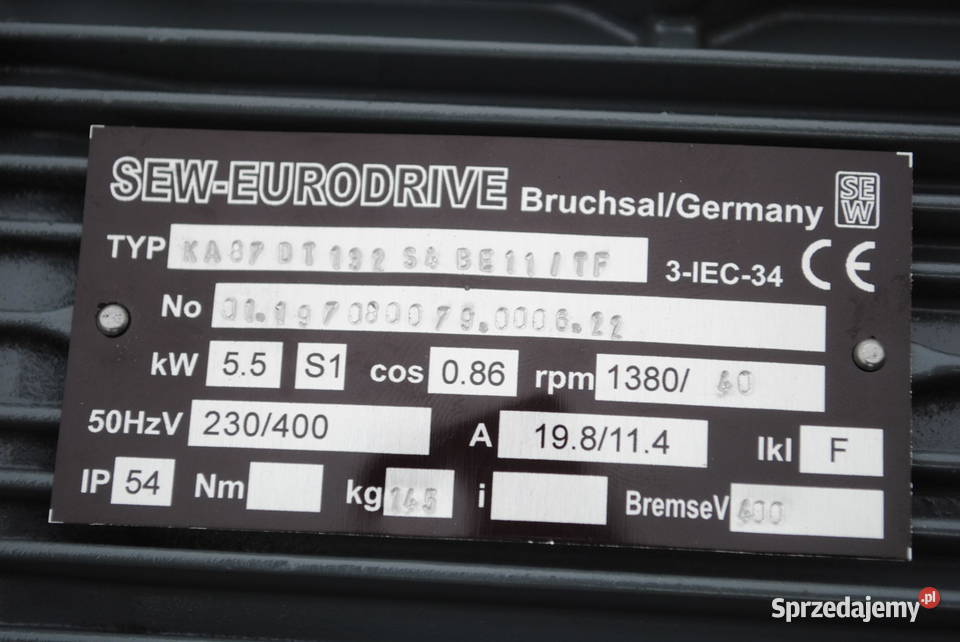 SEW-EURODRIVE Bruchsal/Germany SEW
TYP KA87 DT 132 S4 BE11/TF 3-IEC-34 CE
No 01.197080079.0006.22
kW 5.5 S1 cos 0.86 rpm 1380/ 40
50HzV 230/400 A 19.8/11.4 Ikl F
IP 54 Nm kg 145 i BremseV 400
Sprzedajemy.pl